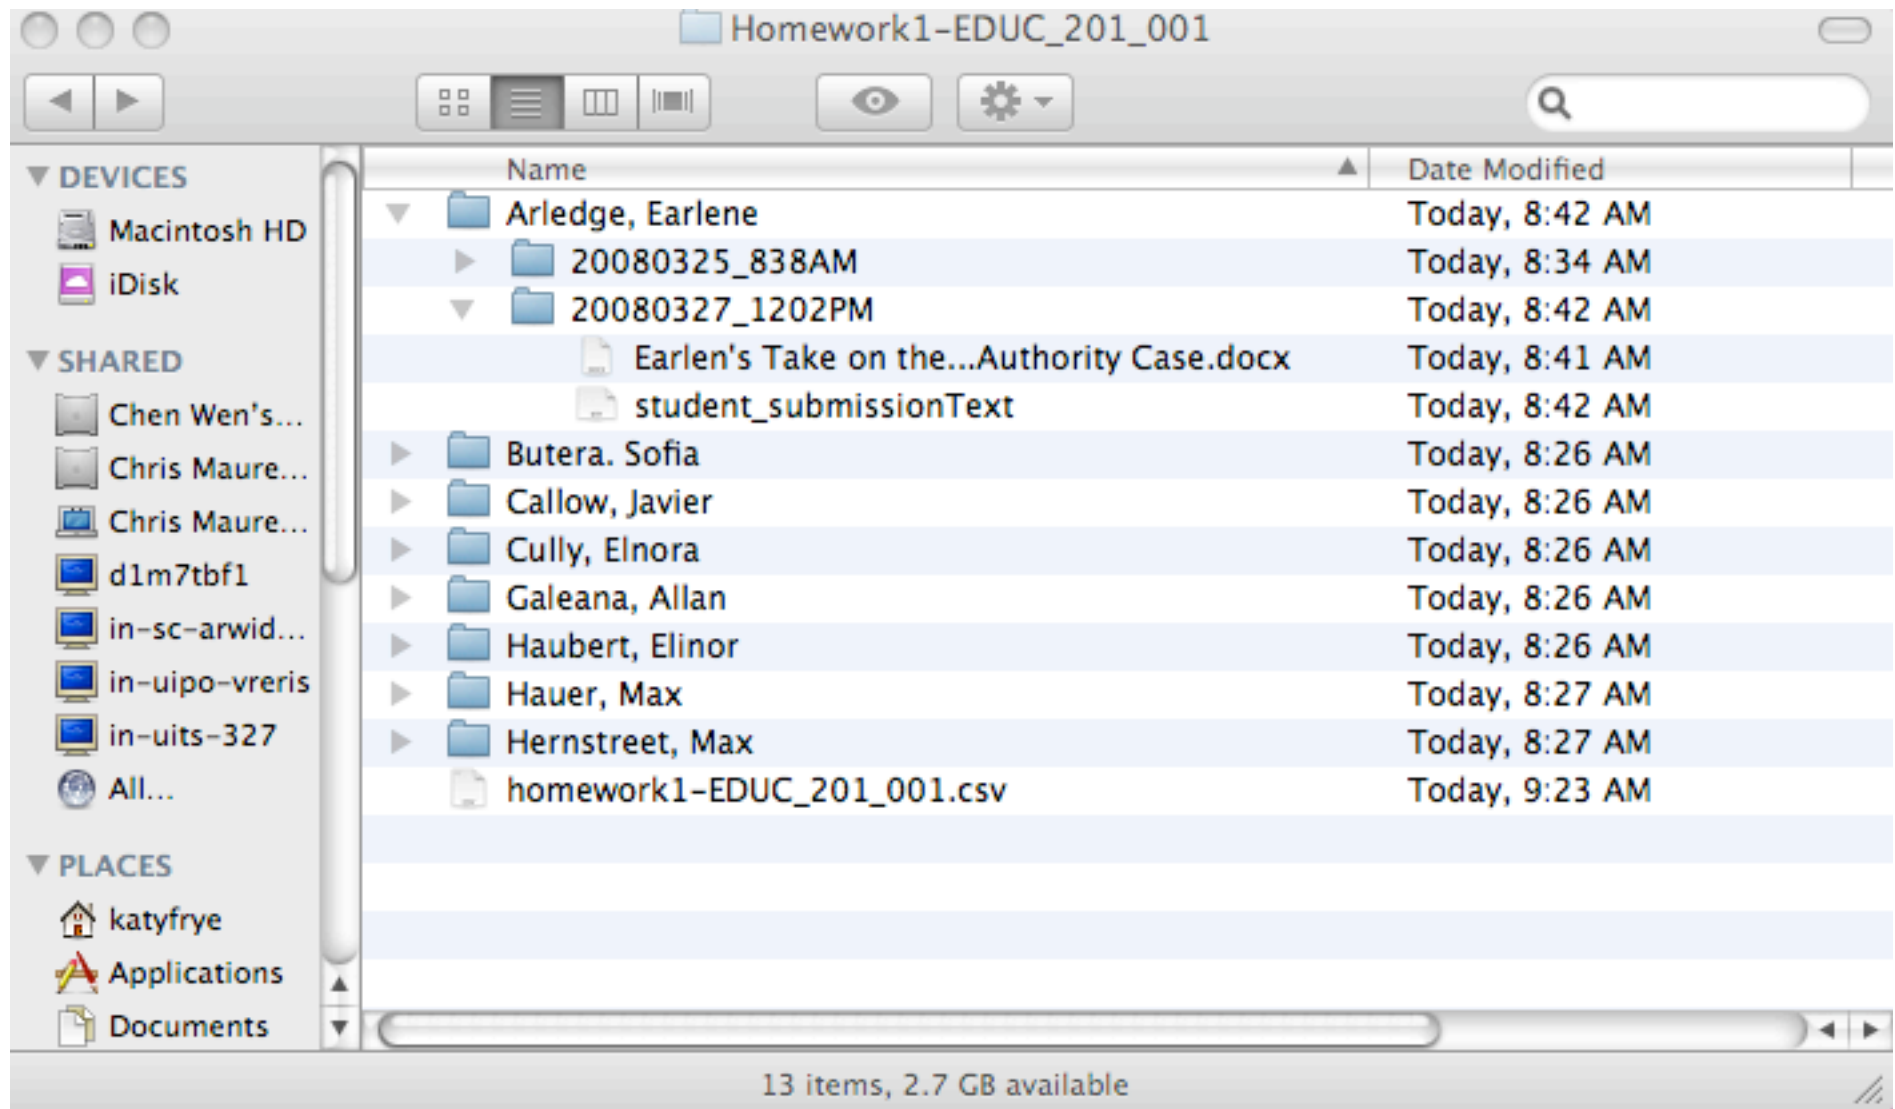 Homework1-EDUC_201_001
DEVICES
Macintosh HD
iDisk
SHARED
Chen Wen's...
Chris Maure...
Chris Maure...
d1m7tbf1
in-sc-arwid...
in-uipo-vreris
in-uits-327
All...
PLACES
katyfrye
Applications
Documents
Name Date Modified
Arledge, Earlene Today, 8:42 AM
20080325_838AM Today, 8:34 AM
20080327_1202PM Today, 8:42 AM
Earlen's Take on the...Authority Case.docx Today, 8:41 AM
student_submissionText Today, 8:42 AM
Butera. Sofia Today, 8:26 AM
Callow, Javier Today, 8:26 AM
Cully, Elnora Today, 8:26 AM
Galeana, Allan Today, 8:26 AM
Haubert, Elinor Today, 8:26 AM
Hauer, Max Today, 8:27 AM
Hernstreet, Max Today, 8:27 AM
homework1-EDUC_201_001.csv Today, 9:23 AM
13 items, 2.7 GB available